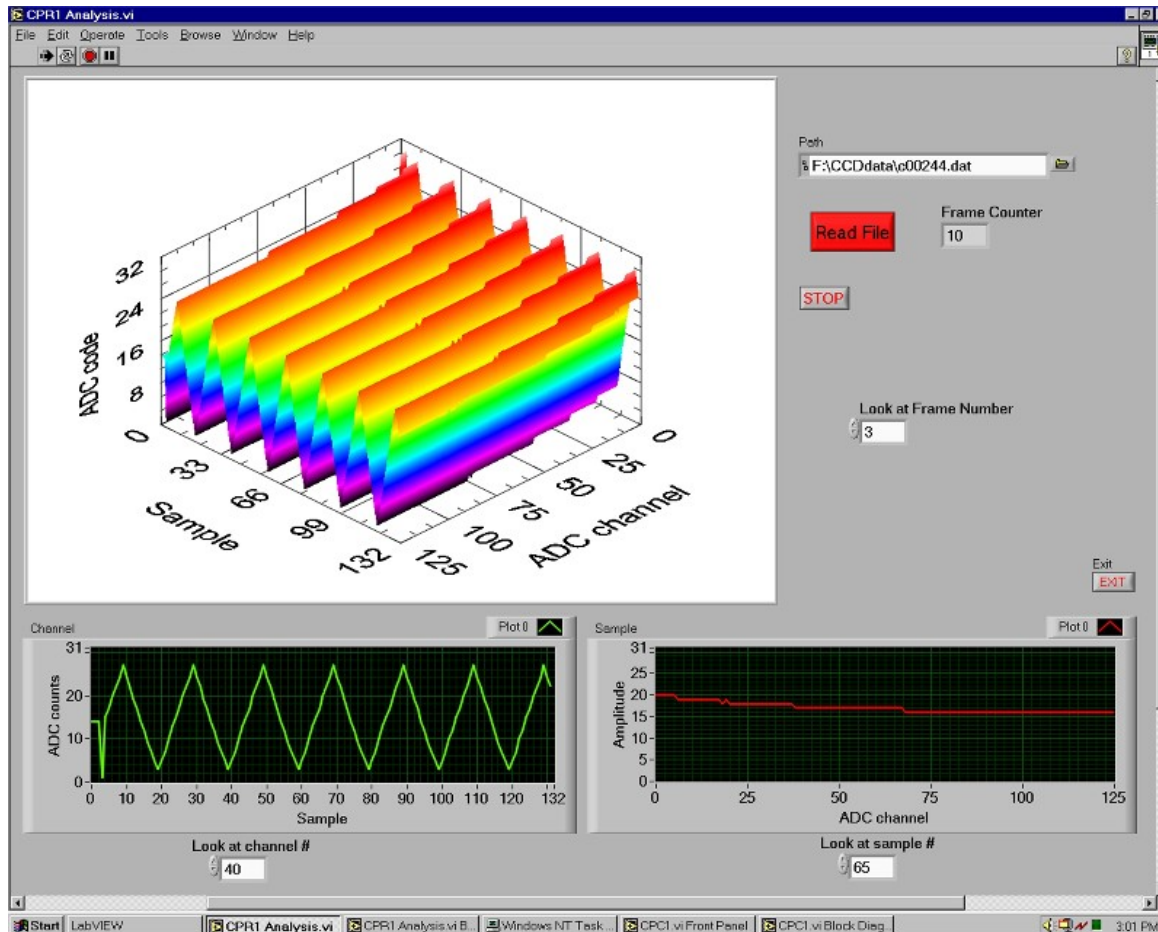 CPR1 Analysis.vi
File Edit Operate Tools Browse Window Help
Path
F:\CCDdata\c00244.dat
Read File
Frame Counter
10
STOP
Look at Frame Number
3
Exit
EXIT
ADC code
32
24
16
8
0
33
66
99
132
Sample
125
100
75
50
25
0
ADC channel
Channel
Plot 0
ADC counts
31
20
10
0
0 10 20 30 40 50 60 70 80 90 100 110 120 132
Sample
Look at channel #
40
Sample
Plot 0
Amplitude
31
25
20
15
10
5
0
0 25 50 75 100 125
ADC channel
Look at sample #
65
Start LabVIEW CPR1 Analysis.vi CPR1 Analysis.vi B... Windows NT Task ... CPC1.vi Front Panel CPC1.vi Block Diag... 3:01 PM